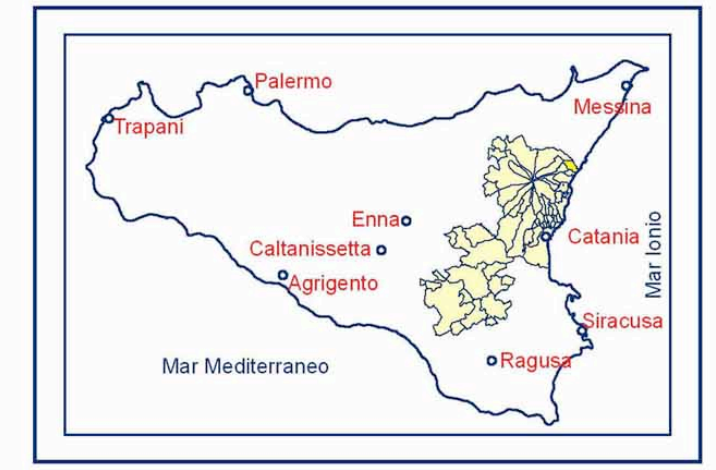 Palermo
Messina
Trapani
Enna
Catania
Caltanissetta
Mar Ionio
Agrigento
Siracusa
Mar Mediterraneo
Ragusa